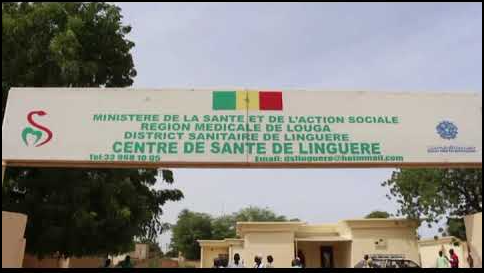 MINISTERE DE LA SANTE ET DE L'ACTION SOCIALE
REGION MEDICALE DE LOUGA
DISTRICT SANITAIRE DE LINGUERE
CENTRE DE SANTE DE LINGUERE
Tel:33 968 10 05 Email: dslinguere@hotmmail.com